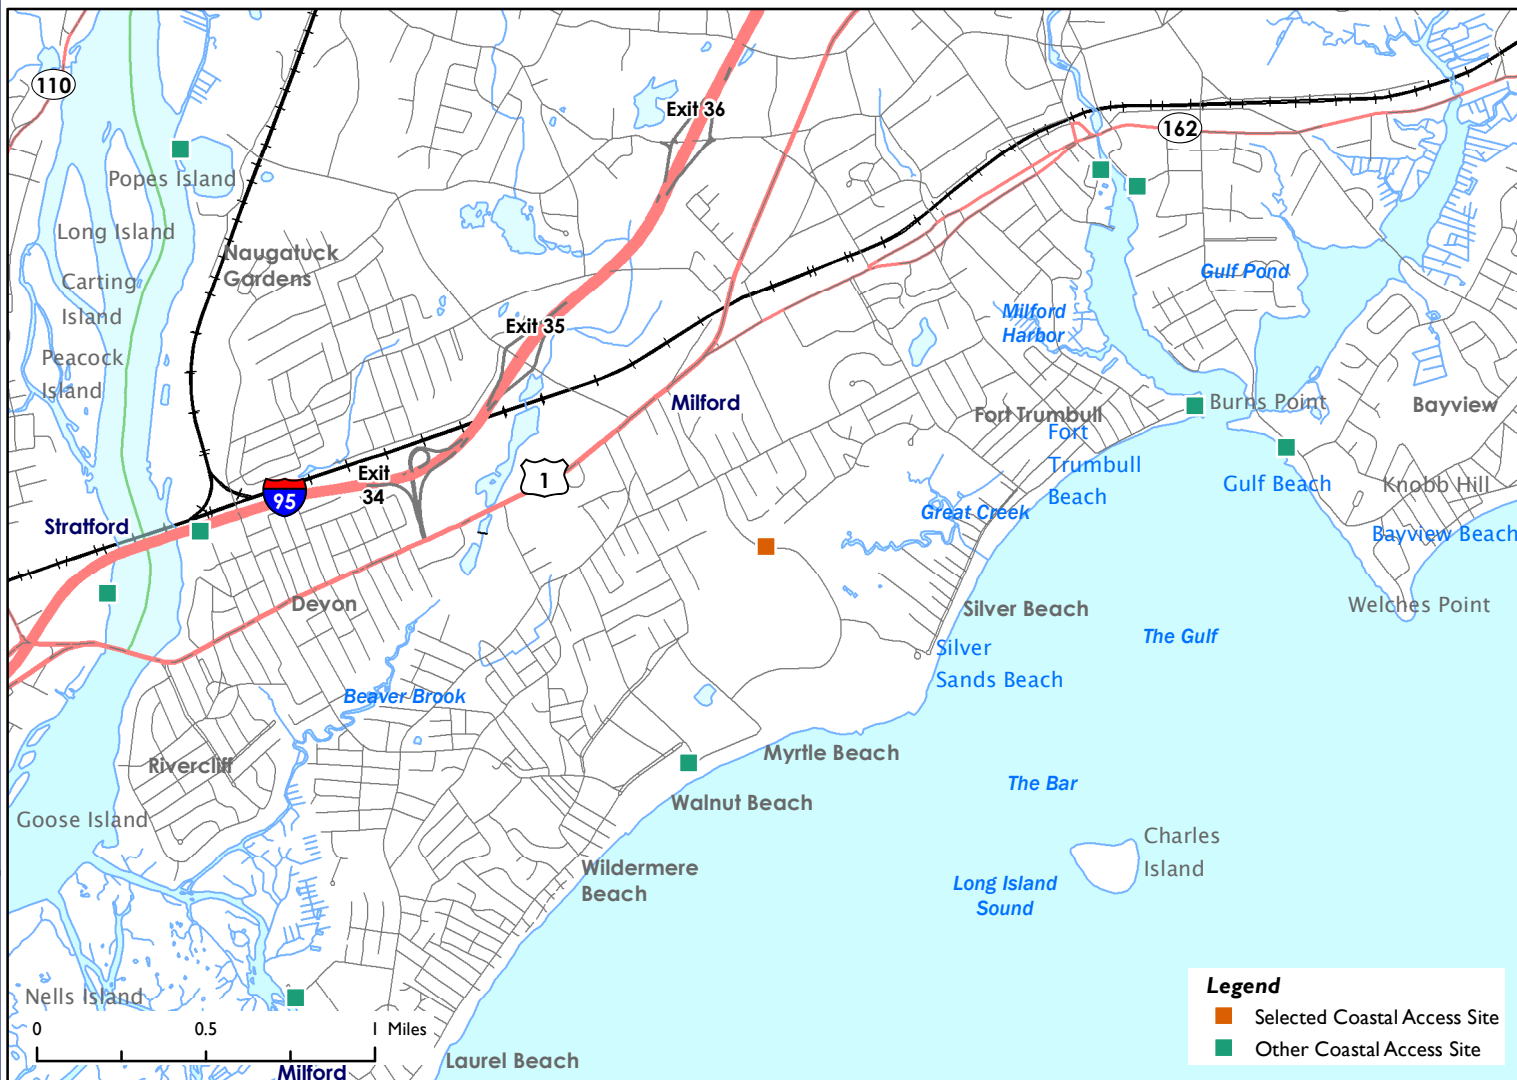 110
Exit 36
162
Popes Island
Long Island
Naugatuck
Gardens
Gulf Pond
Carting
Island
Milford
Harbor
Exit 35
Peacock
Island
Milford
Burns Point
Bayview
Fort Trumbull
Fort
Trumbull
Beach
Exit
34
1
95
Gulf Beach
Knobb Hill
Great Creek
Stratford
Bayview Beach
Devon
Silver Beach
Welches Point
The Gulf
Silver
Sands Beach
Beaver Brook
Myrtle Beach
Rivercliff
The Bar
Walnut Beach
Goose Island
Charles
Island
Wildermere
Beach
Long Island
Sound
Nells Island
Legend
Selected Coastal Access Site
Other Coastal Access Site
0 0.5 1 Miles
Laurel Beach
Milford